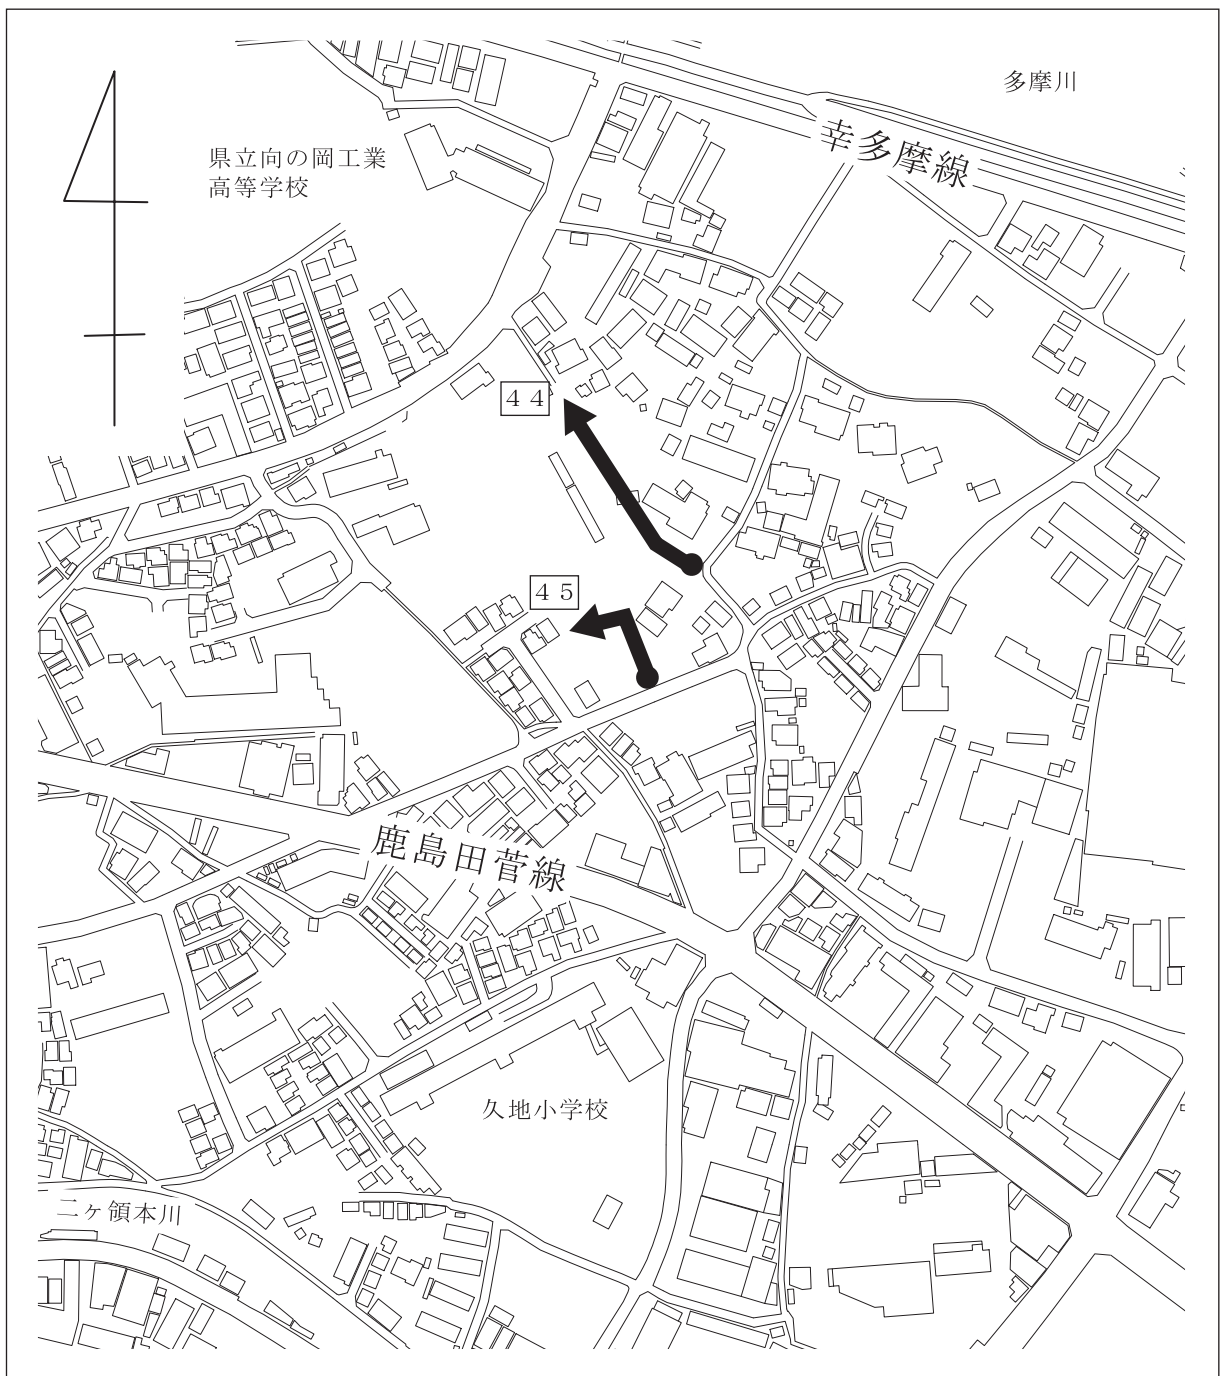 多摩川
幸多摩線
県立向の岡工業
高等学校
４４
４５
鹿島田菅線
久地小学校
二ヶ領本川